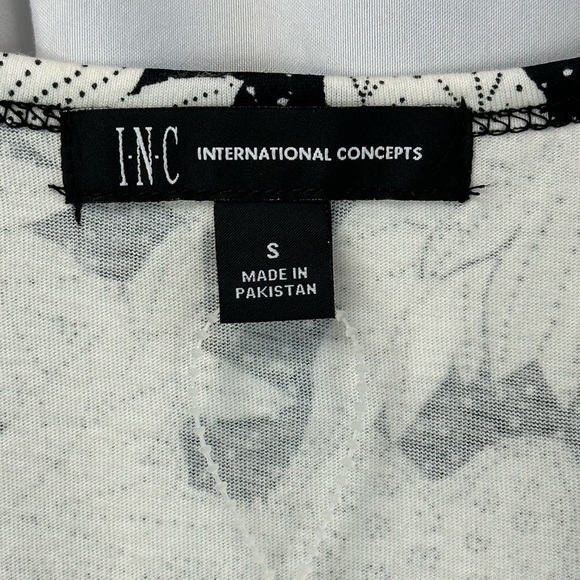 I·N·C INTERNATIONAL CONCEPTS
S
MADE IN
PAKISTAN